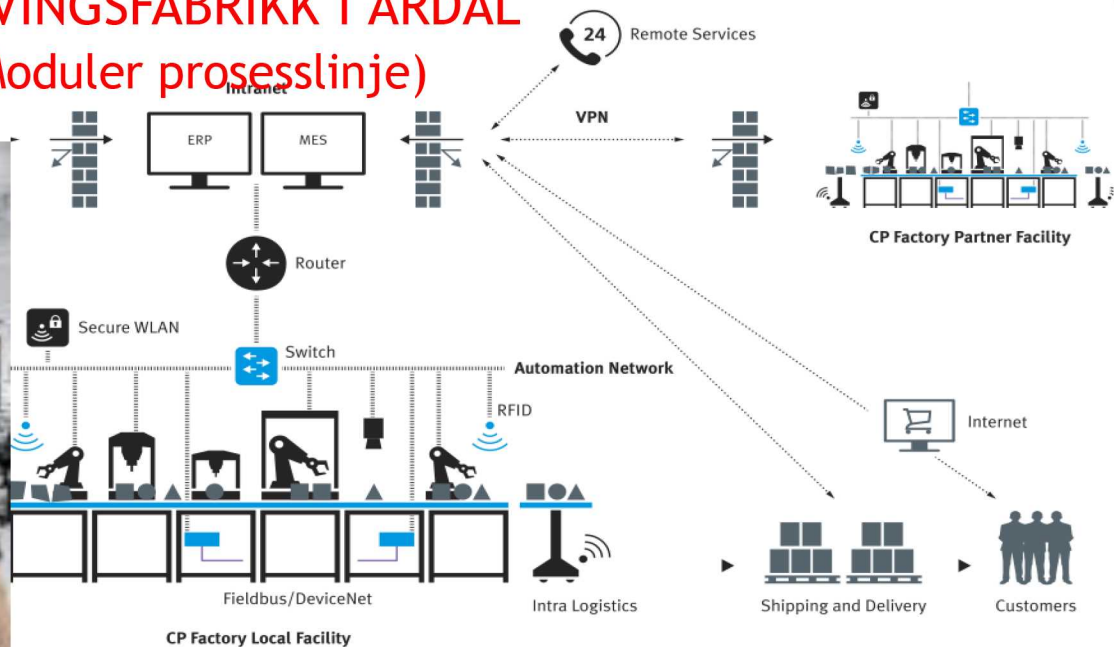 VINGSFABRIKK I ÅRDAL
Moduler prosesslinje)
Intranet
24
Remote Services
ERP
MES
VPN
CP Factory Partner Facility
Router
Secure WLAN
Switch
Automation Network
RFID
Internet
Fieldbus/DeviceNet
Intra Logistics
Shipping and Delivery
Customers
CP Factory Local Facility